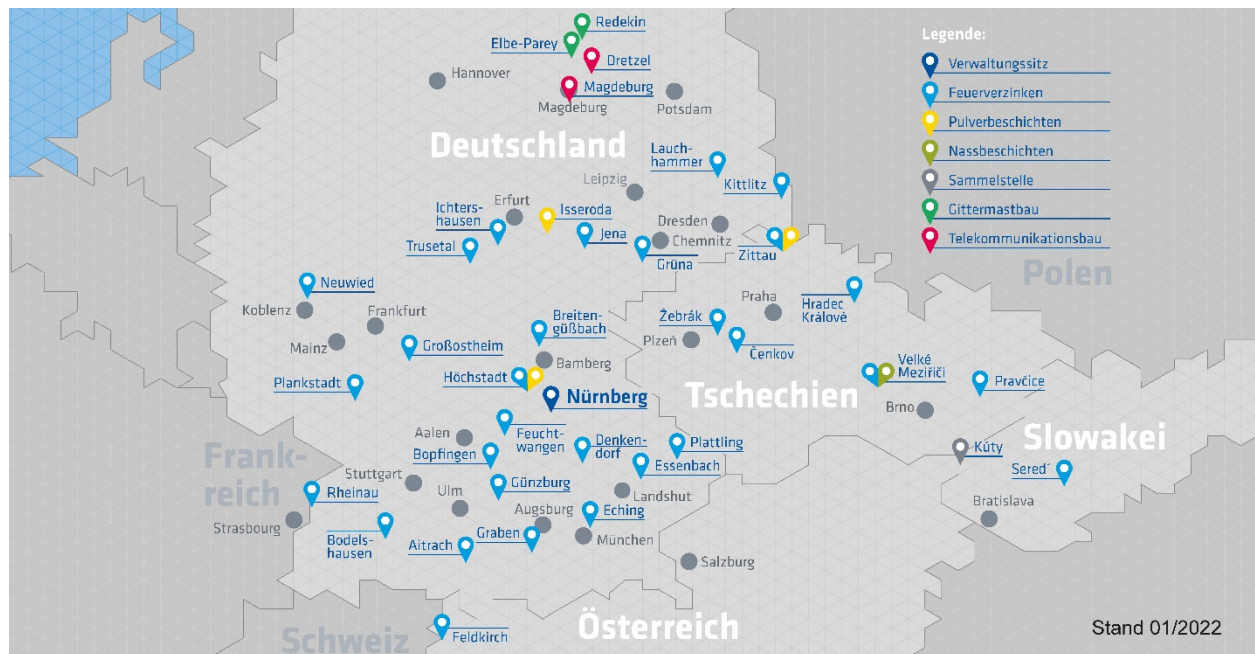 Redekin
Elbe-Parey
Dretzel
Hannover
Magdeburg
Magdeburg
Potsdam
Deutschland
Lauch-
hammer
Kittlitz
Leipzig
Ichters-
hausen
Erfurt
Isseroda
Jena
Dresden
Chemnitz
Trusetal
Grüna
Zittau
Neuwied
Koblenz
Frankfurt
Mainz
Großostheim
Breiten-
güßbach
Bamberg
Praha
Hradec
Králové
Žebrák
Plzeň
Čenkov
Plankstadt
Höchstadt
Nürnberg
Tschechien
Velké
Meziříčí
Pravčice
Brno
Slowakei
Feucht-
wangen
Aalen
Bopfingen
Denken-
dorf
Plattling
Essenbach
Kúty
Sered´
Frank-
reich
Stuttgart
Rheinau
Ulm
Günzburg
Landshut
Strasbourg
Augsburg
Eching
Bratislava
Bodels-
hausen
Aitrach
Graben
München
Salzburg
Schweiz
Feldkirch
Österreich
Legende:
Verwaltungssitz
Feuerverzinken
Pulverbeschichten
Nassbeschichten
Sammelstelle
Gittermastbau
Telekommunikationsbau
Polen
Stand 01/2022